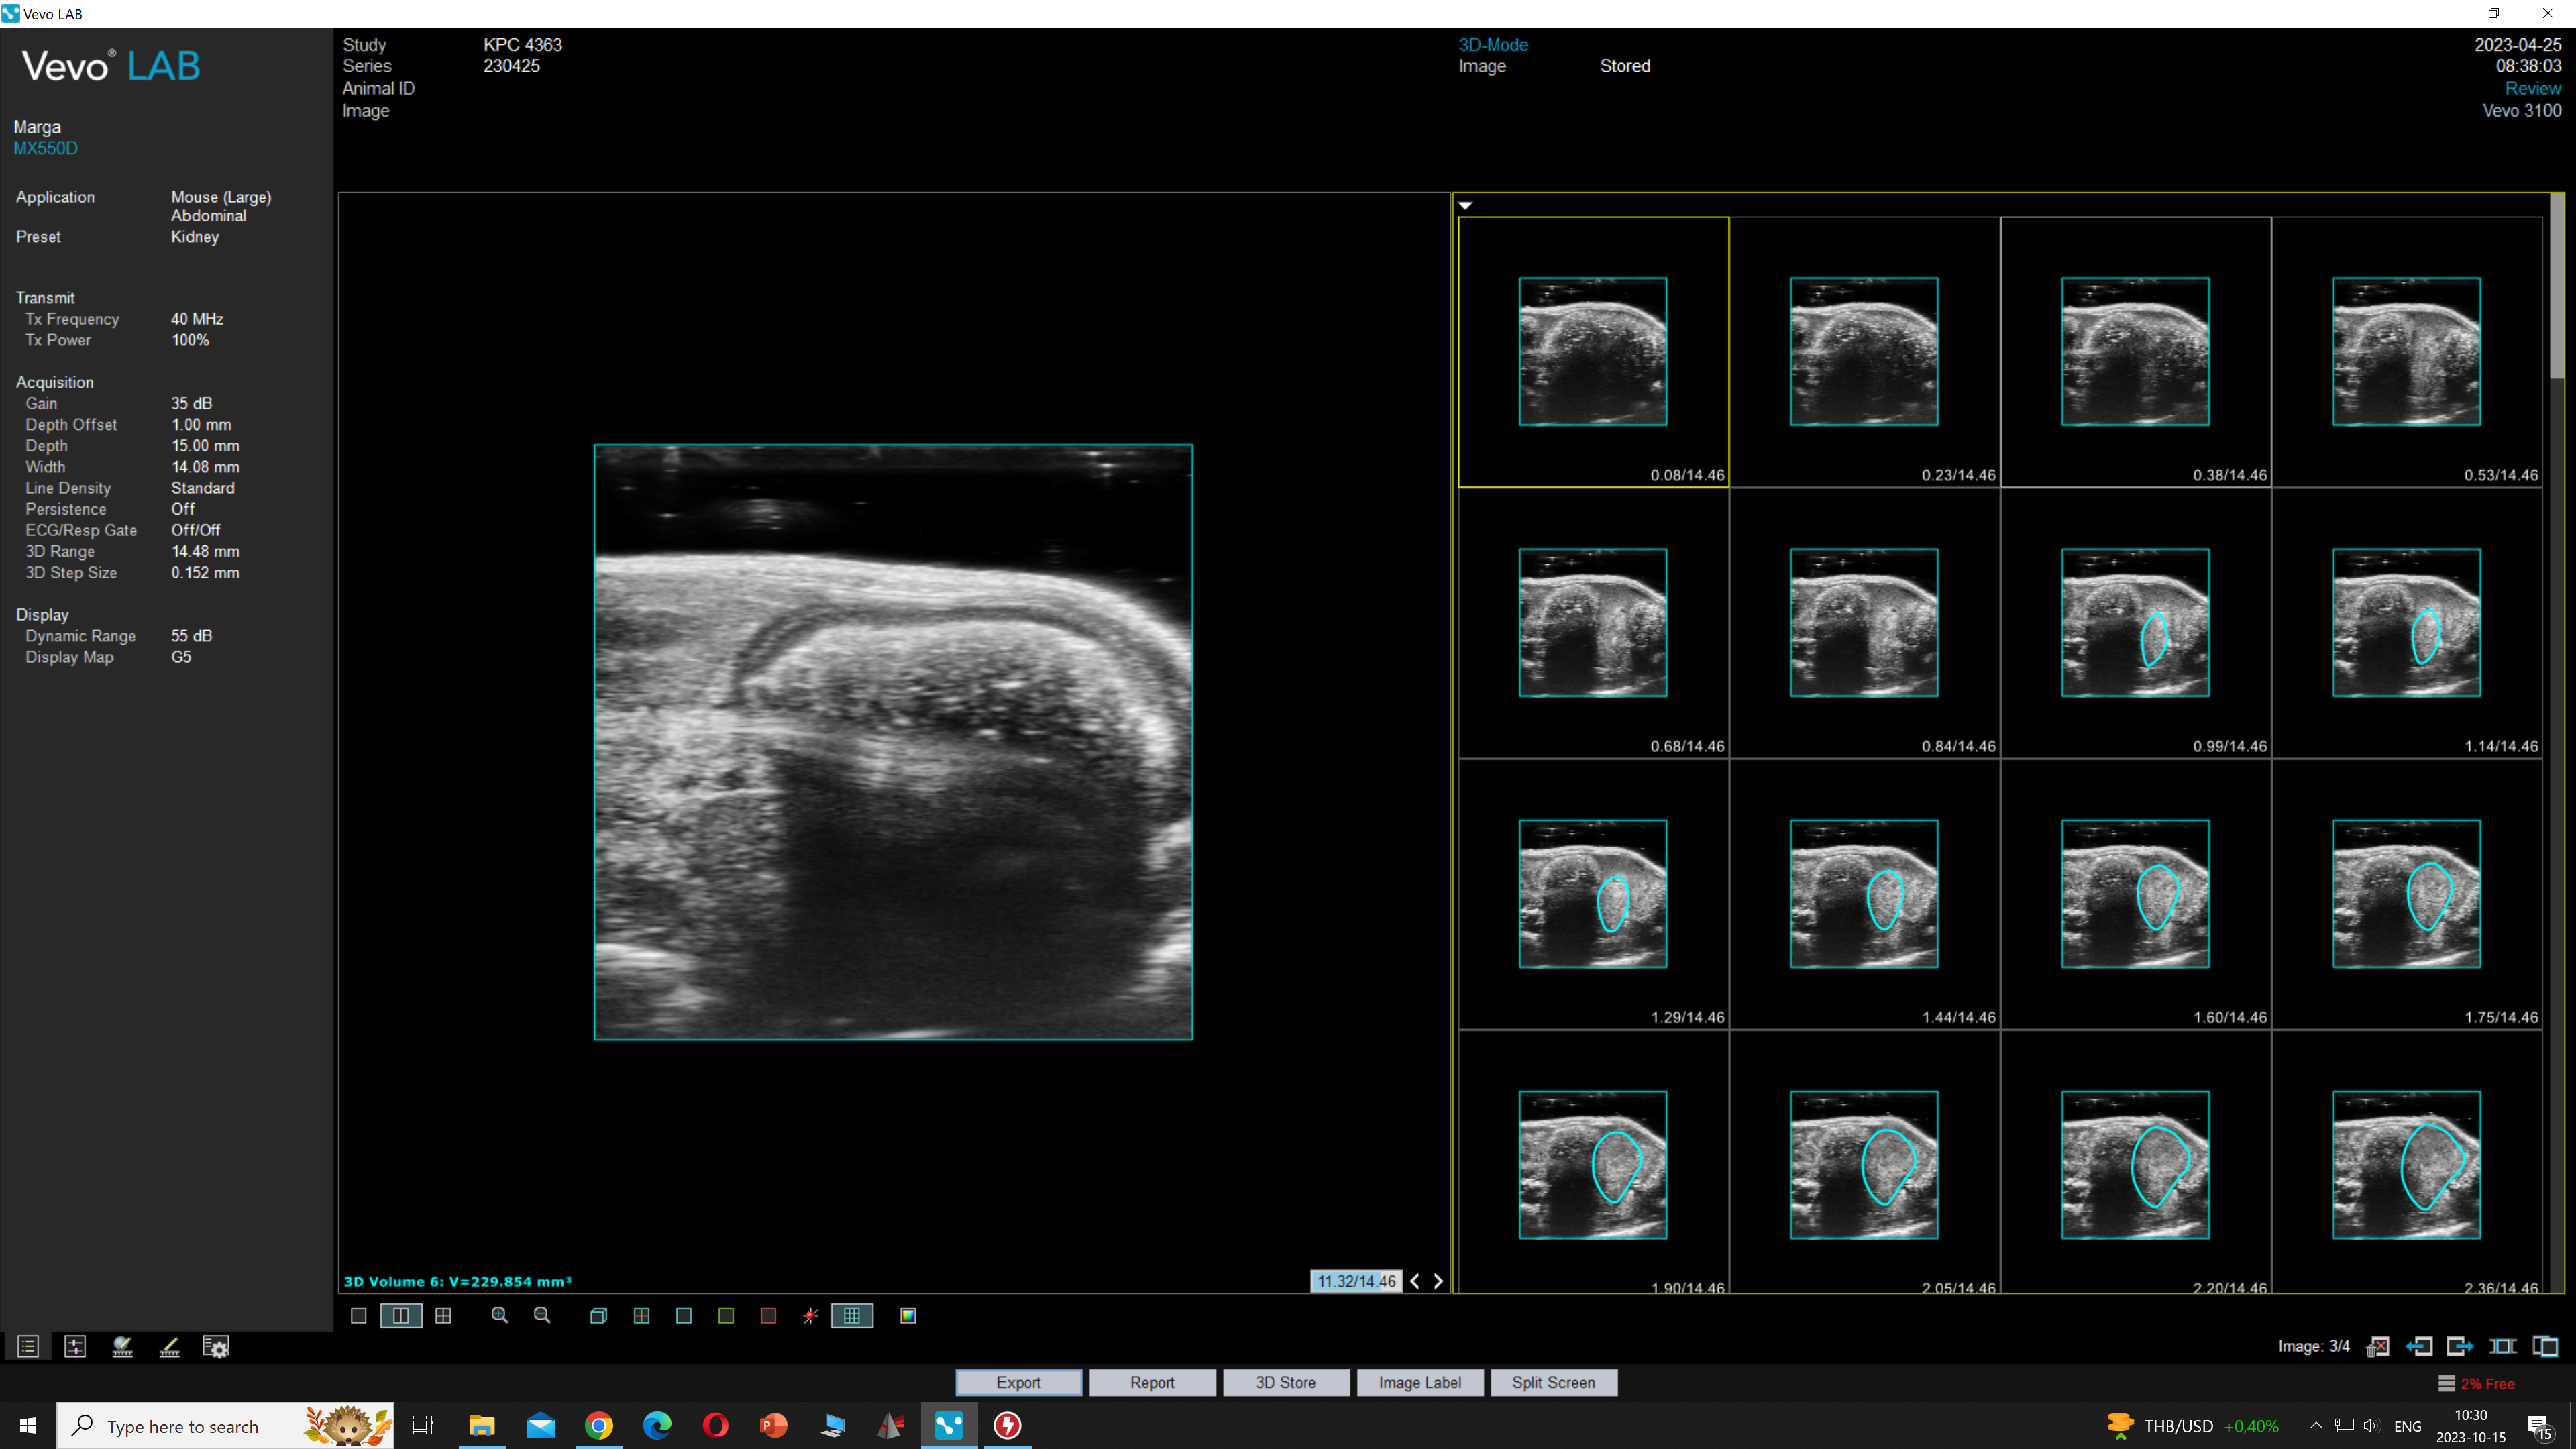 Vevo LAB
Vevo® LAB
Study KPC 4363
Series 230425
Animal ID
Image
3D-Mode
Image Stored
2023-04-25
08:38:03
Review
Vevo 3100
Marga
MX550D
Application Mouse (Large)
Abdominal
Preset Kidney
Transmit
Tx Frequency 40 MHz
Tx Power 100%
Acquisition
Gain 35 dB
Depth Offset 1.00 mm
Depth 15.00 mm
Width 14.08 mm
Line Density Standard
Persistence Off
ECG/Resp Gate Off/Off
3D Range 14.48 mm
3D Step Size 0.152 mm
Display
Dynamic Range 55 dB
Display Map G5
0.08/14.46 0.23/14.46 0.38/14.46 0.53/14.46
0.68/14.46 0.84/14.46 0.99/14.46 1.14/14.46
1.29/14.46 1.44/14.46 1.60/14.46 1.75/14.46
1.90/14.46 2.05/14.46 2.20/14.46 2.36/14.46
3D Volume 6: V=229.854 mm³
11.32/14.46
Image: 3/4
Export Report 3D Store Image Label Split Screen
2% Free
Type here to search
THB/USD +0,40%
ENG
10:30
2023-10-15
15